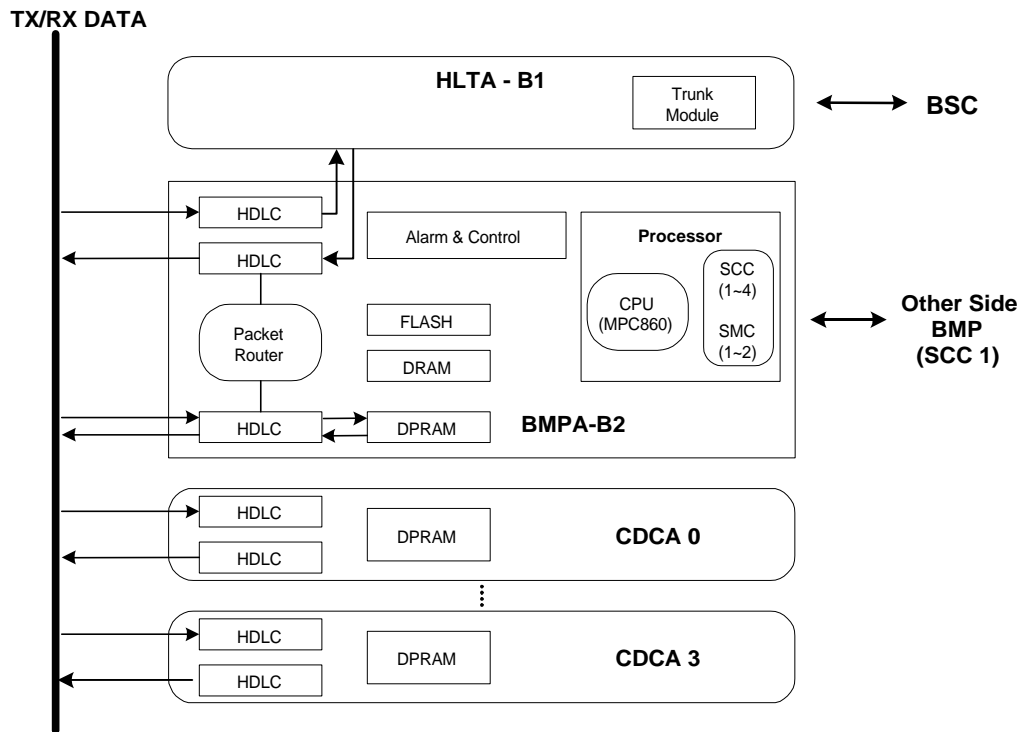 TX/RX DATA
HLTA - B1
Trunk
Module
BSC
HDLC
HDLC
Packet
Router
HDLC
Alarm & Control
FLASH
DRAM
DPRAM
Processor
CPU
(MPC860)
SCC
(1~4)
SMC
(1~2)
BMPA-B2
Other Side
BMP
(SCC 1)
HDLC
HDLC
DPRAM
CDCA 0
HDLC
HDLC
DPRAM
CDCA 3